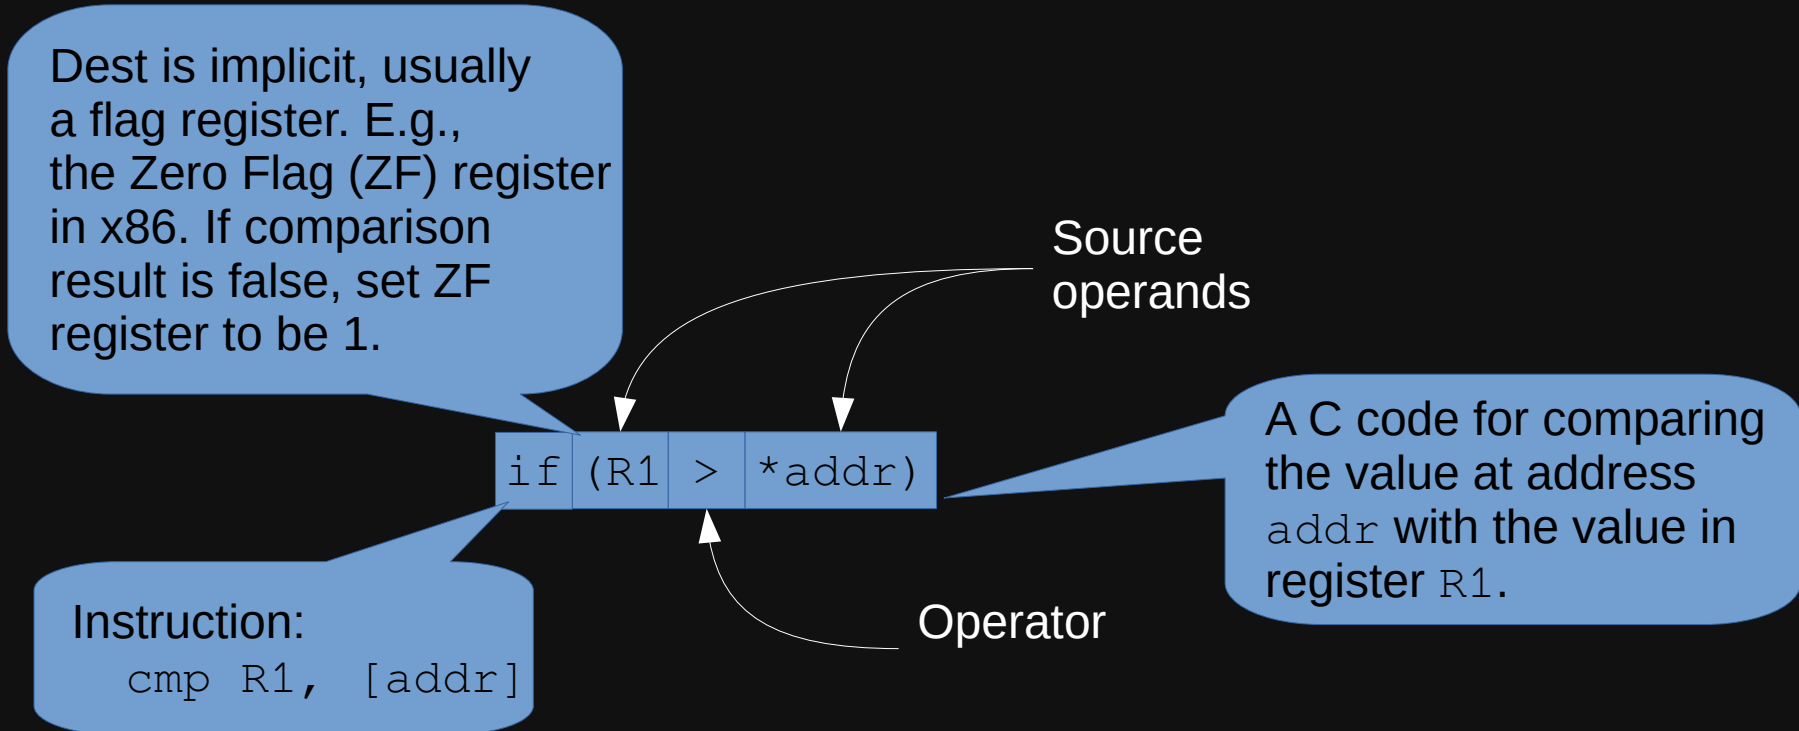 Dest is implicit, usually
a flag register. E.g.,
the Zero Flag (ZF) register
in x86. If comparison
result is false, set ZF
register to be 1.
Source
operands
if (R1 > *addr)
A C code for comparing
the value at address
addr with the value in
register R1.
Instruction:
cmp R1, [addr]
Operator